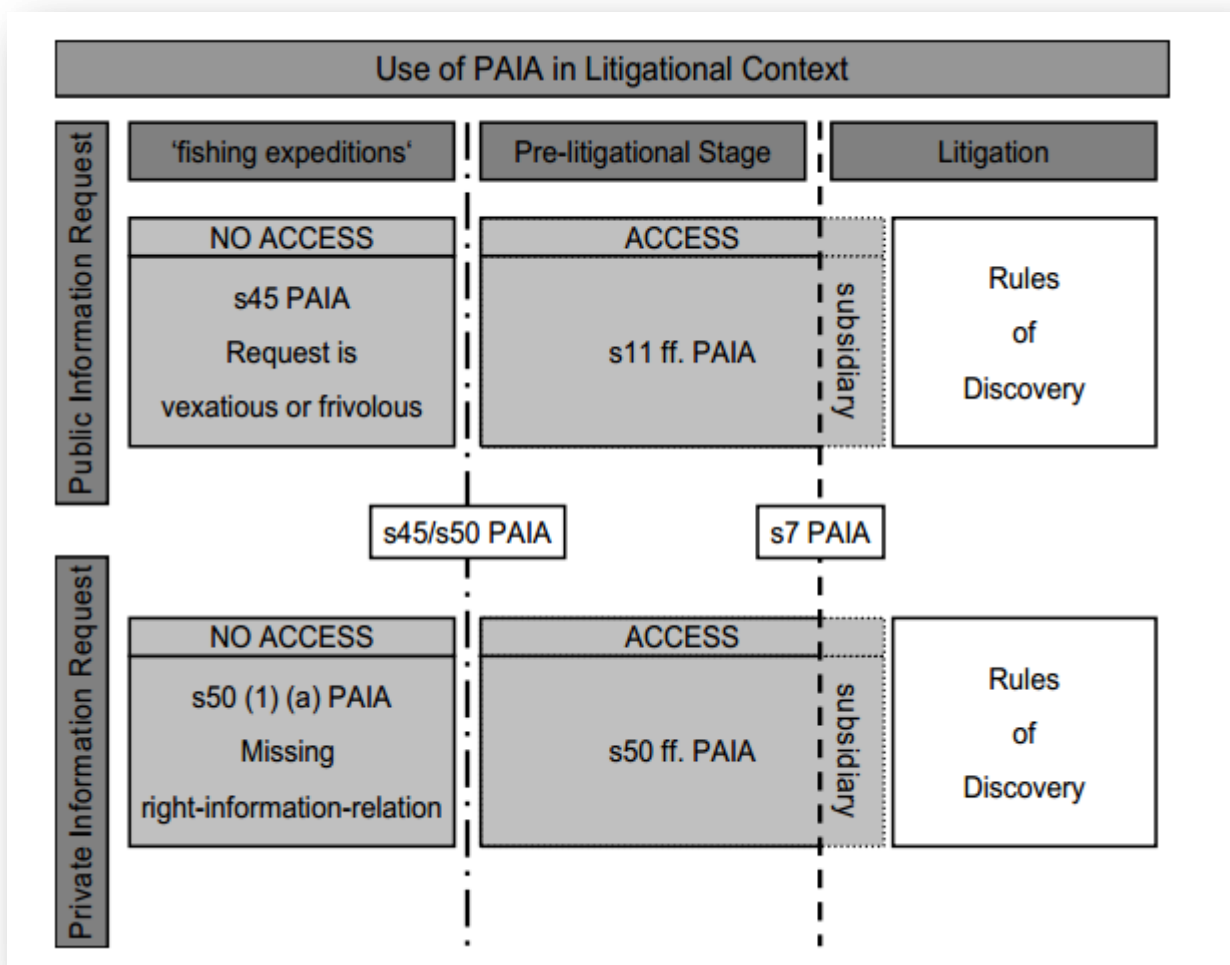 Use of PAIA in Litigational Context
Public Information Request
'fishing expeditions'
Pre-litigational Stage
Litigation
NO ACCESS
s45 PAIA
Request is
vexatious or frivolous
ACCESS
s11 ff. PAIA
subsidiary
Rules
of
Discovery
s45/s50 PAIA
s7 PAIA
Private Information Request
NO ACCESS
s50 (1) (a) PAIA
Missing
right-information-relation
ACCESS
s50 ff. PAIA
subsidiary
Rules
of
Discovery